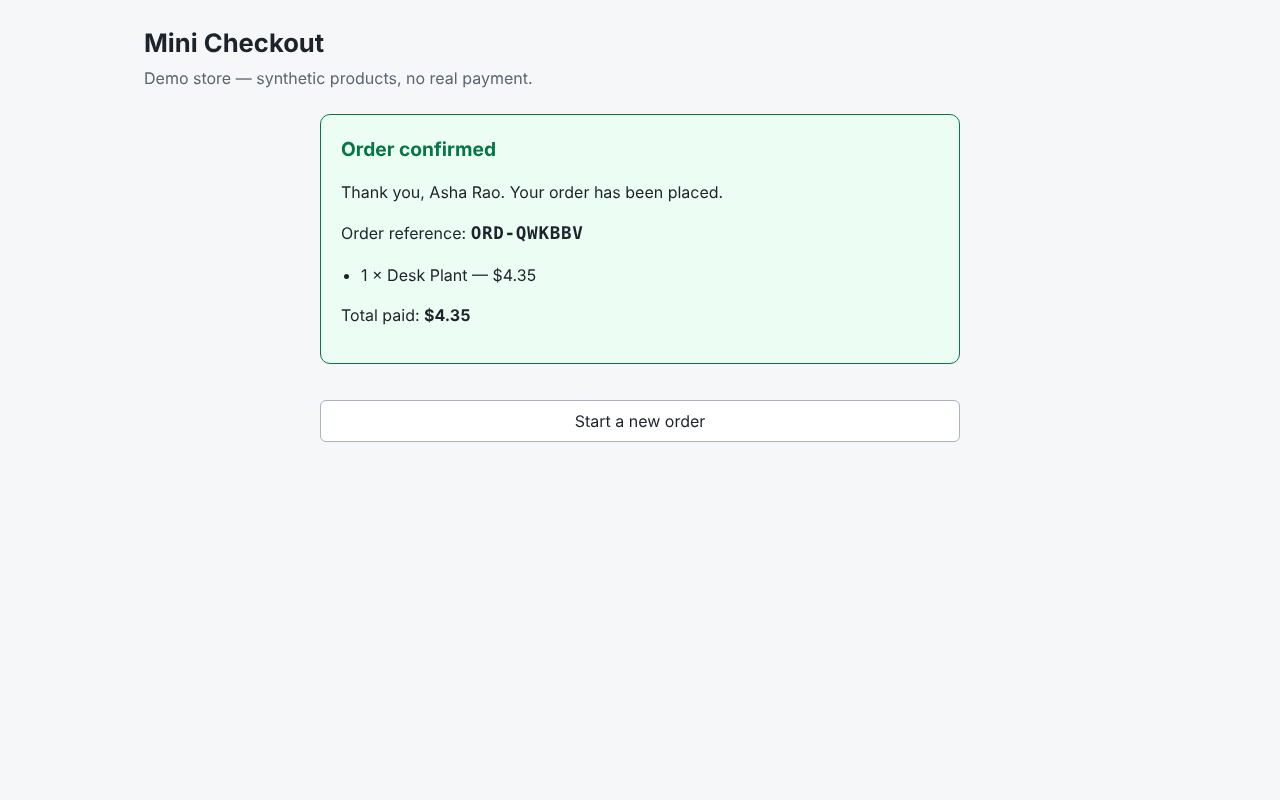 Mini Checkout
Demo store — synthetic products, no real payment.
Order confirmed
Thank you, Asha Rao. Your order has been placed.
Order reference: ORD-QWKBBV
• 1 × Desk Plant — $4.35
Total paid: $4.35
Start a new order